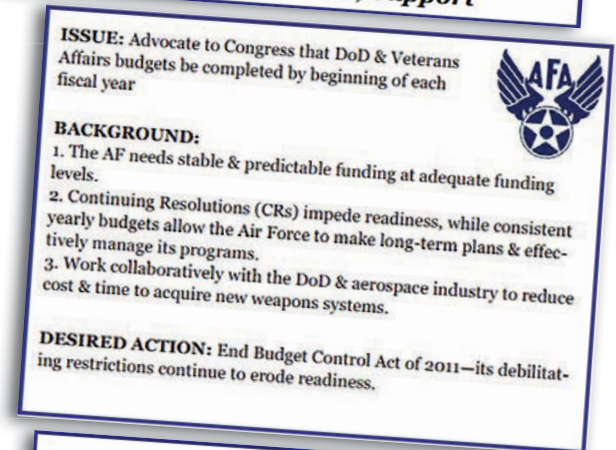 Support
ISSUE: Advocate to Congress that DoD & Veterans
Affairs budgets be completed by beginning of each
fiscal year
AFA
BACKGROUND:
1. The AF needs stable & predictable funding at adequate funding
levels.
2. Continuing Resolutions (CRs) impede readiness, while consistent
yearly budgets allow the Air Force to make long-term plans & effec-
tively manage its programs.
3. Work collaboratively with the DoD & aerospace industry to reduce
cost & time to acquire new weapons systems.
DESIRED ACTION: End Budget Control Act of 2011—its debilitat-
ing restrictions continue to erode readiness.